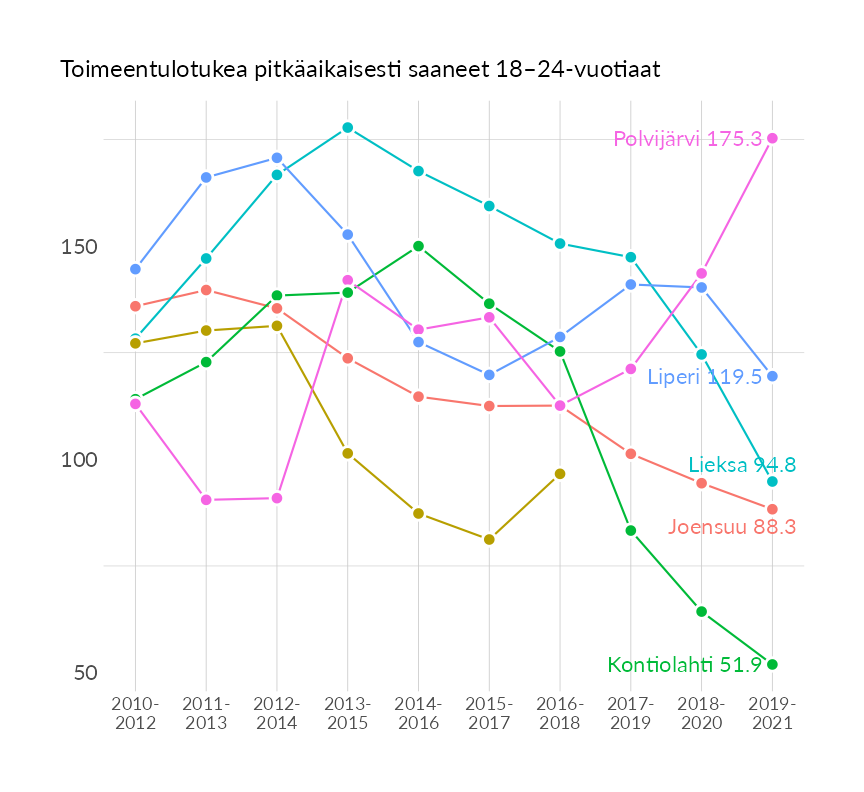 Toimeentulotukea pitkäaikaisesti saaneet 18–24-vuotiaat
Polvijärvi 175.3
150
Liperi 119.5
100
Lieksa 94.8
Joensuu 88.3
Kontiolahti 51.9
50
2010- 2011- 2012- 2013- 2014- 2015- 2016- 2017- 2018- 2019-
2012 2013 2014 2015 2016 2017 2018 2019 2020 2021